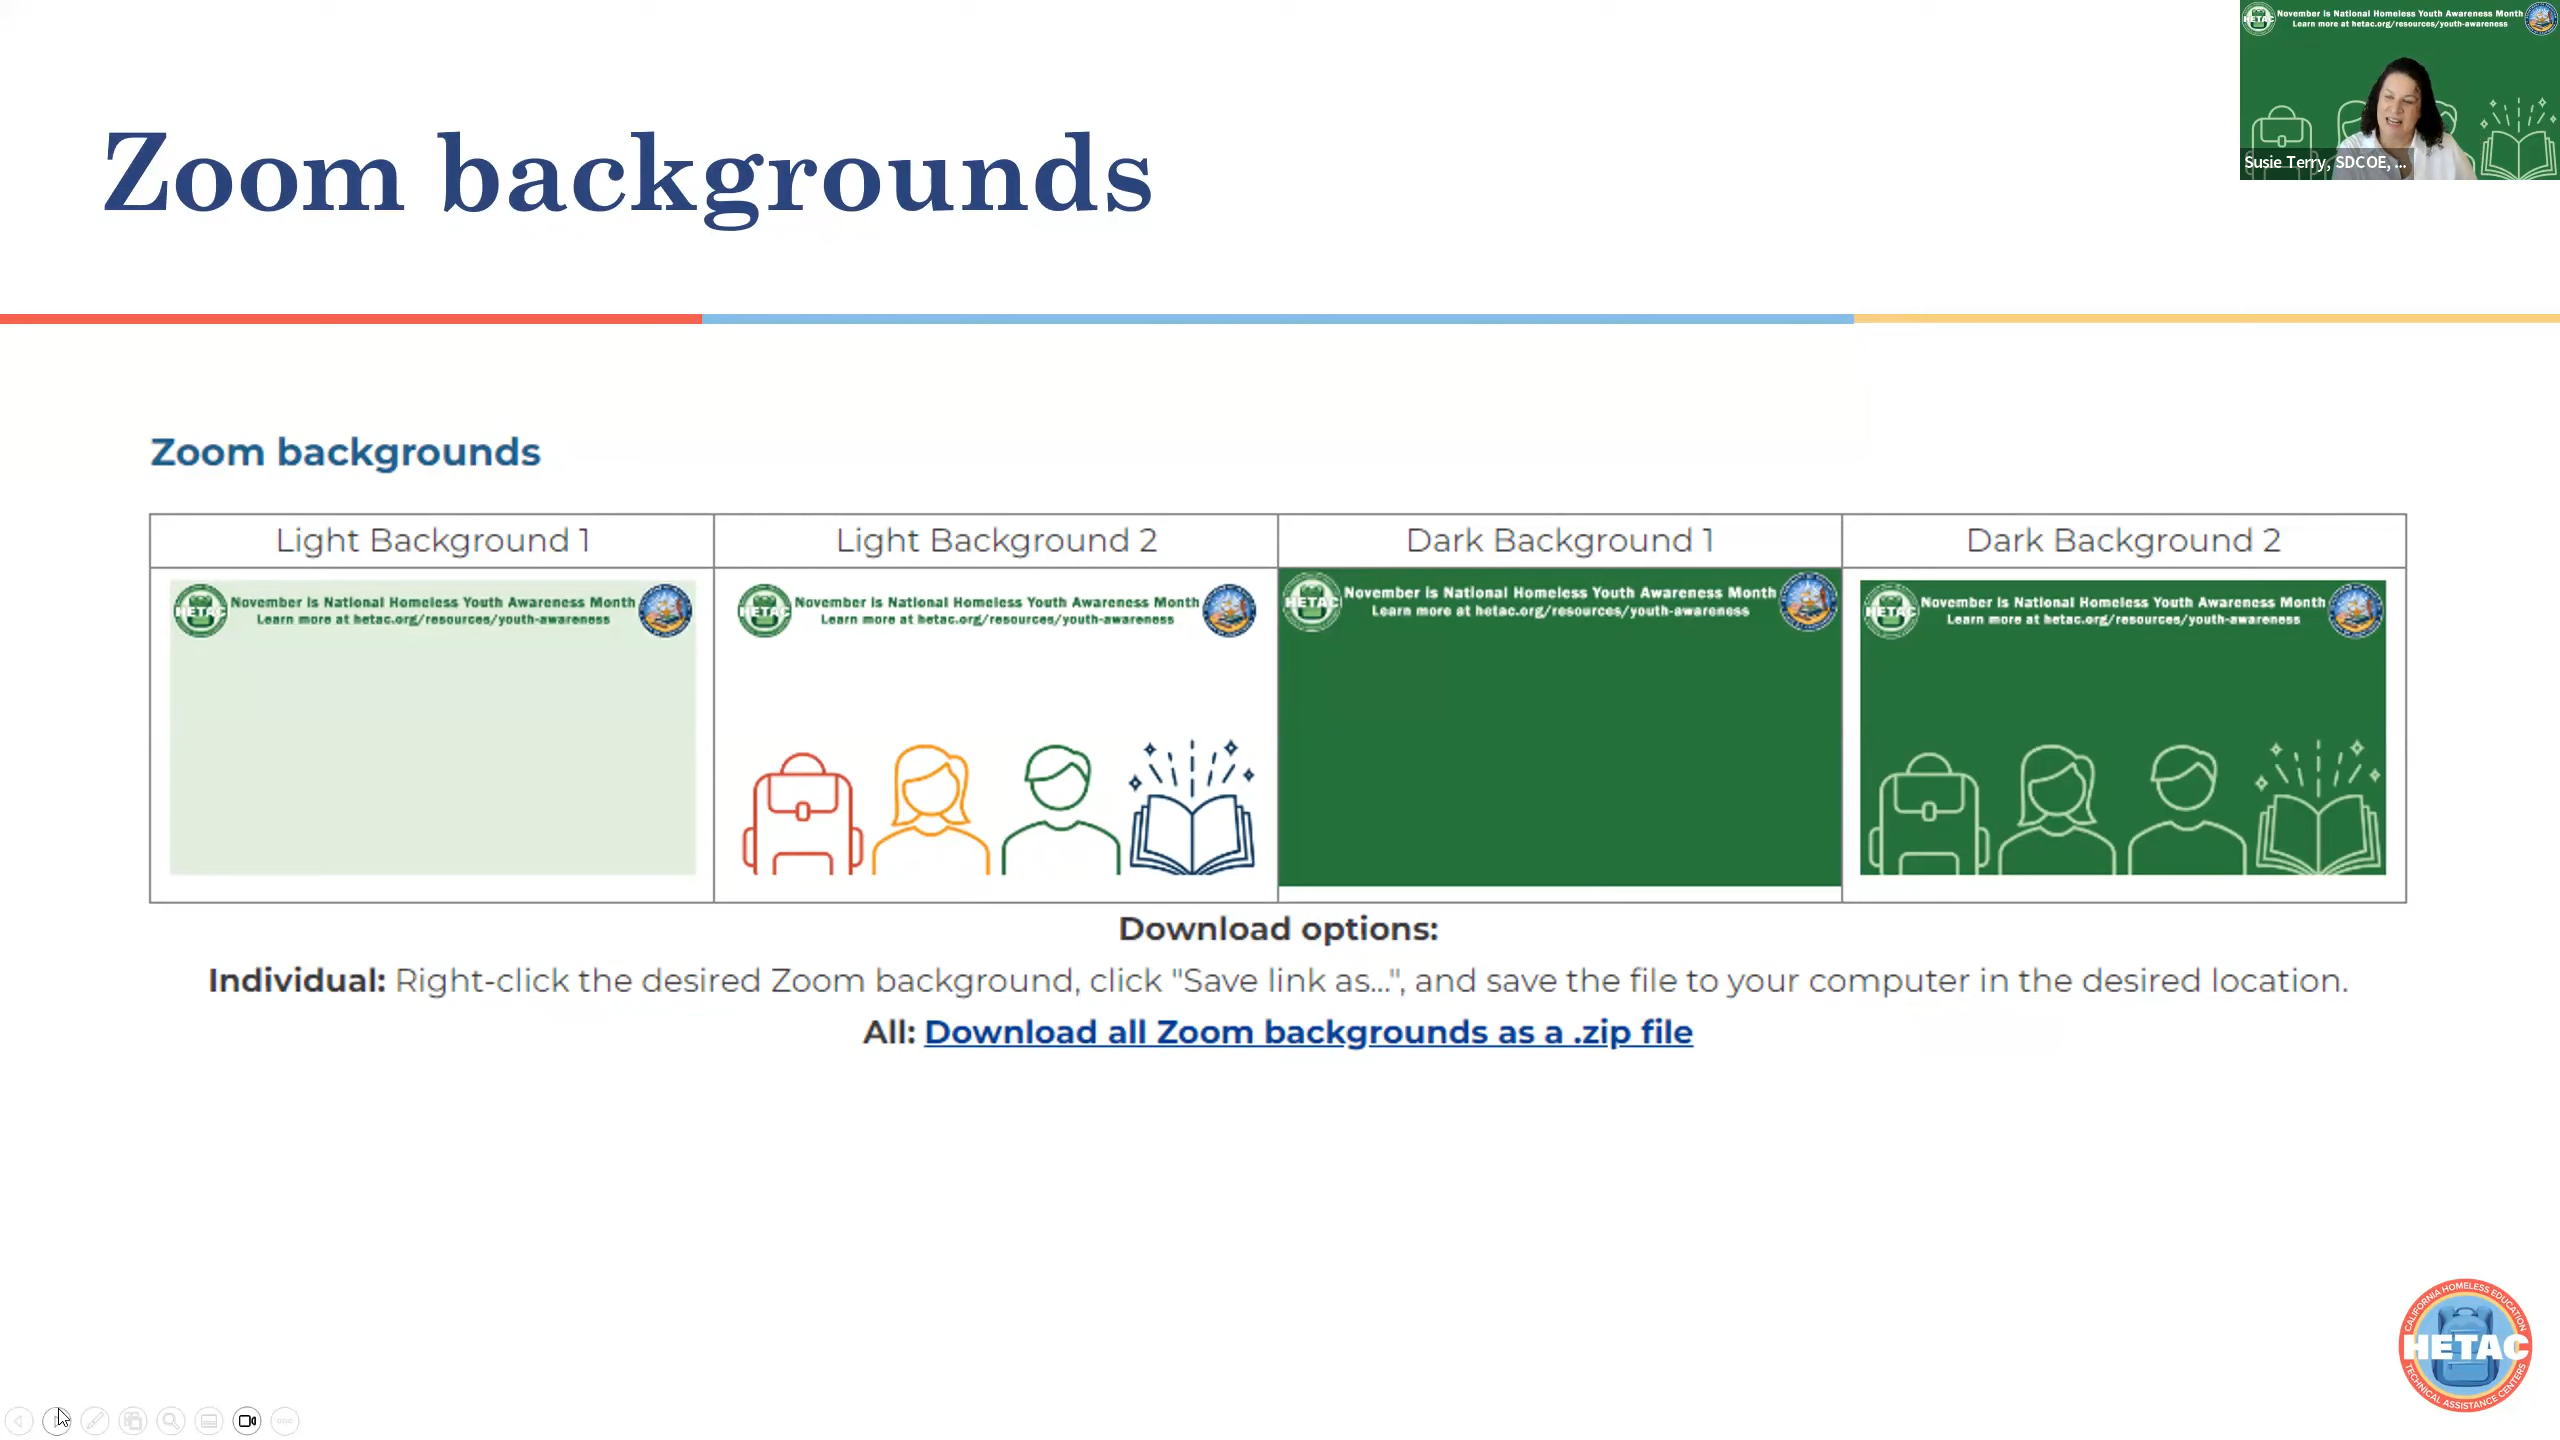 November is National Homeless Youth Awareness Month
Learn more at hetac.org/resources/youth-awareness
HETAC
Susie Terry, SDCOE, ...
Zoom backgrounds
Zoom backgrounds
Light Background 1
Light Background 2
Dark Background 1
Dark Background 2
HETAC
November is National Homeless Youth Awareness Month
Learn more at hetac.org/resources/youth-awareness
HETAC
November is National Homeless Youth Awareness Month
Learn more at hetac.org/resources/youth-awareness
HETAC
November is National Homeless Youth Awareness Month
Learn more at hetac.org/resources/youth-awareness
HETAC
November is National Homeless Youth Awareness Month
Learn more at hetac.org/resources/youth-awareness
Download options:
Individual: Right-click the desired Zoom background, click "Save link as...", and save the file to your computer in the desired location.
All: Download all Zoom backgrounds as a .zip file
CALIFORNIA HOMELESS EDUCATION
HETAC
TECHNICAL ASSISTANCE CENTERS